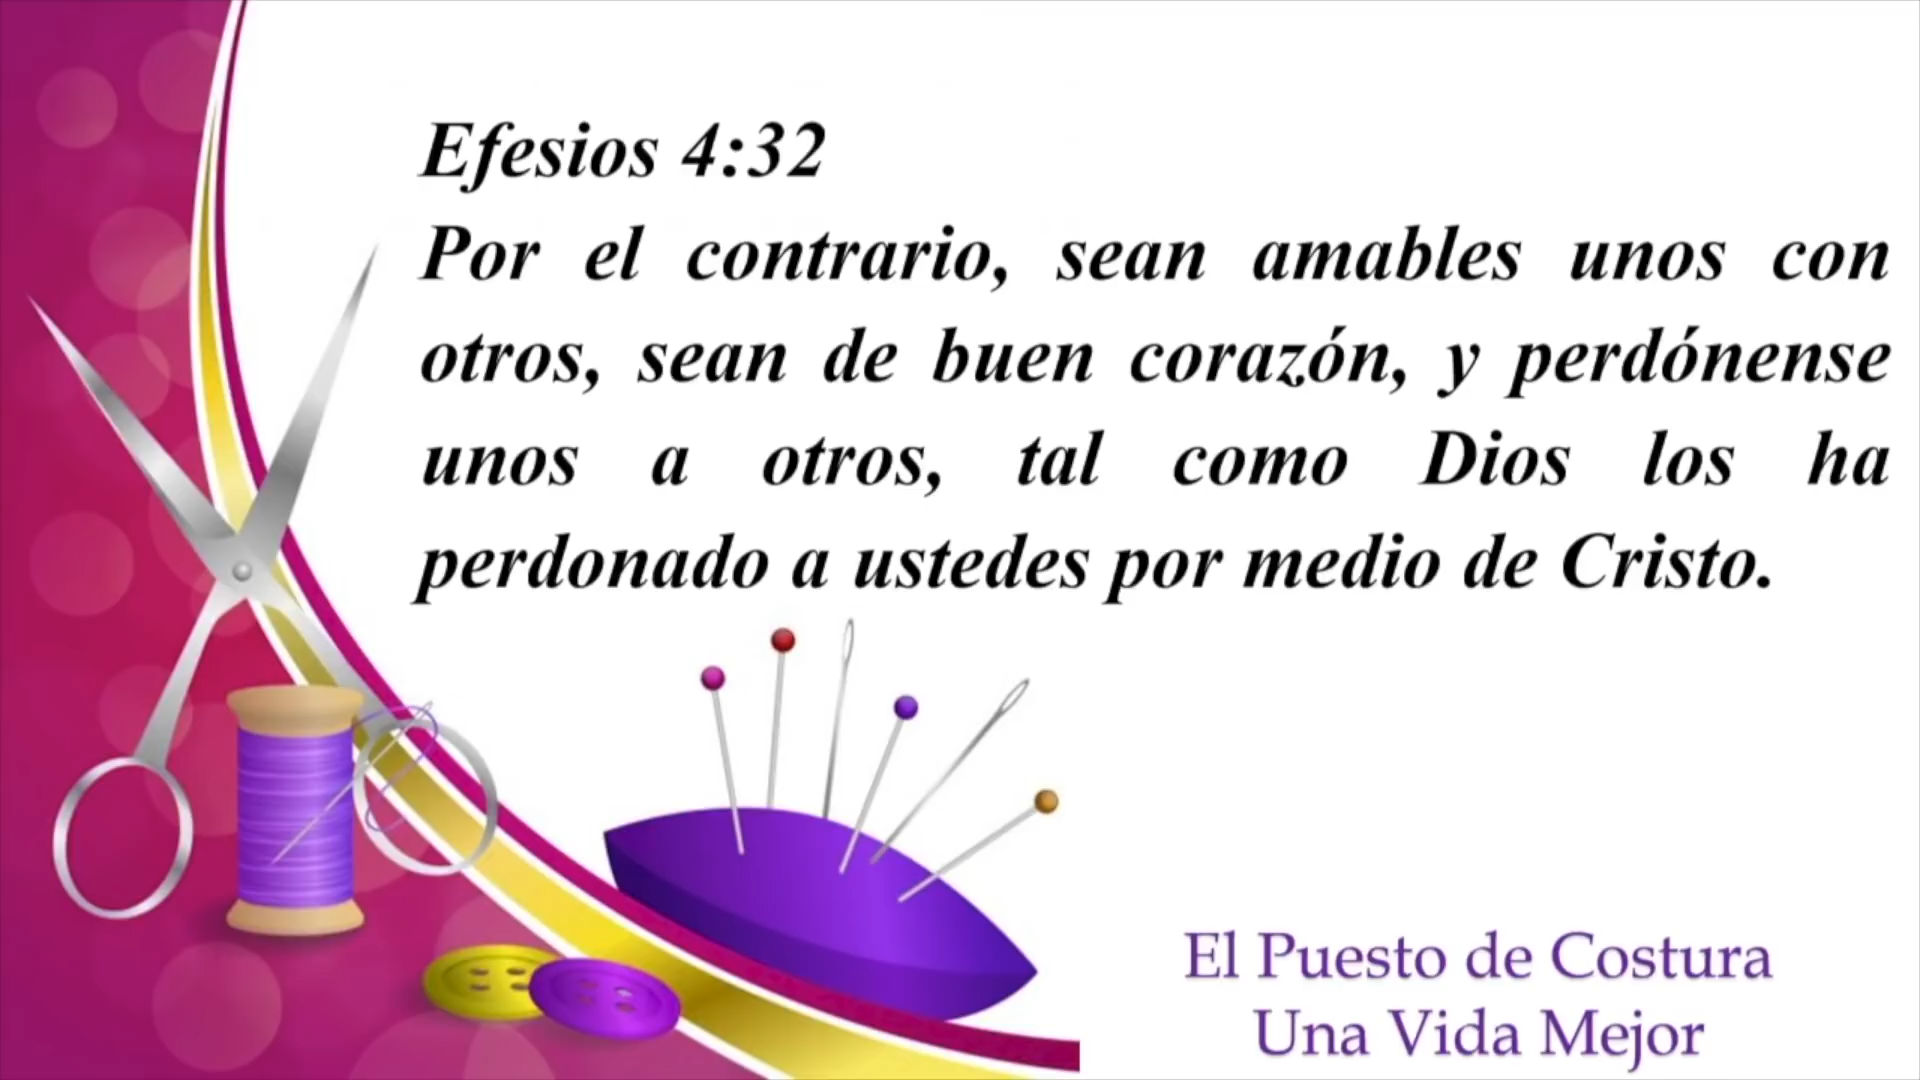 Efesios 4:32
Por el contrario, sean amables unos con
otros, sean de buen corazón, y perdónense
unos a otros, tal como Dios los ha
perdonado a ustedes por medio de Cristo.
El Puesto de Costura
Una Vida Mejor